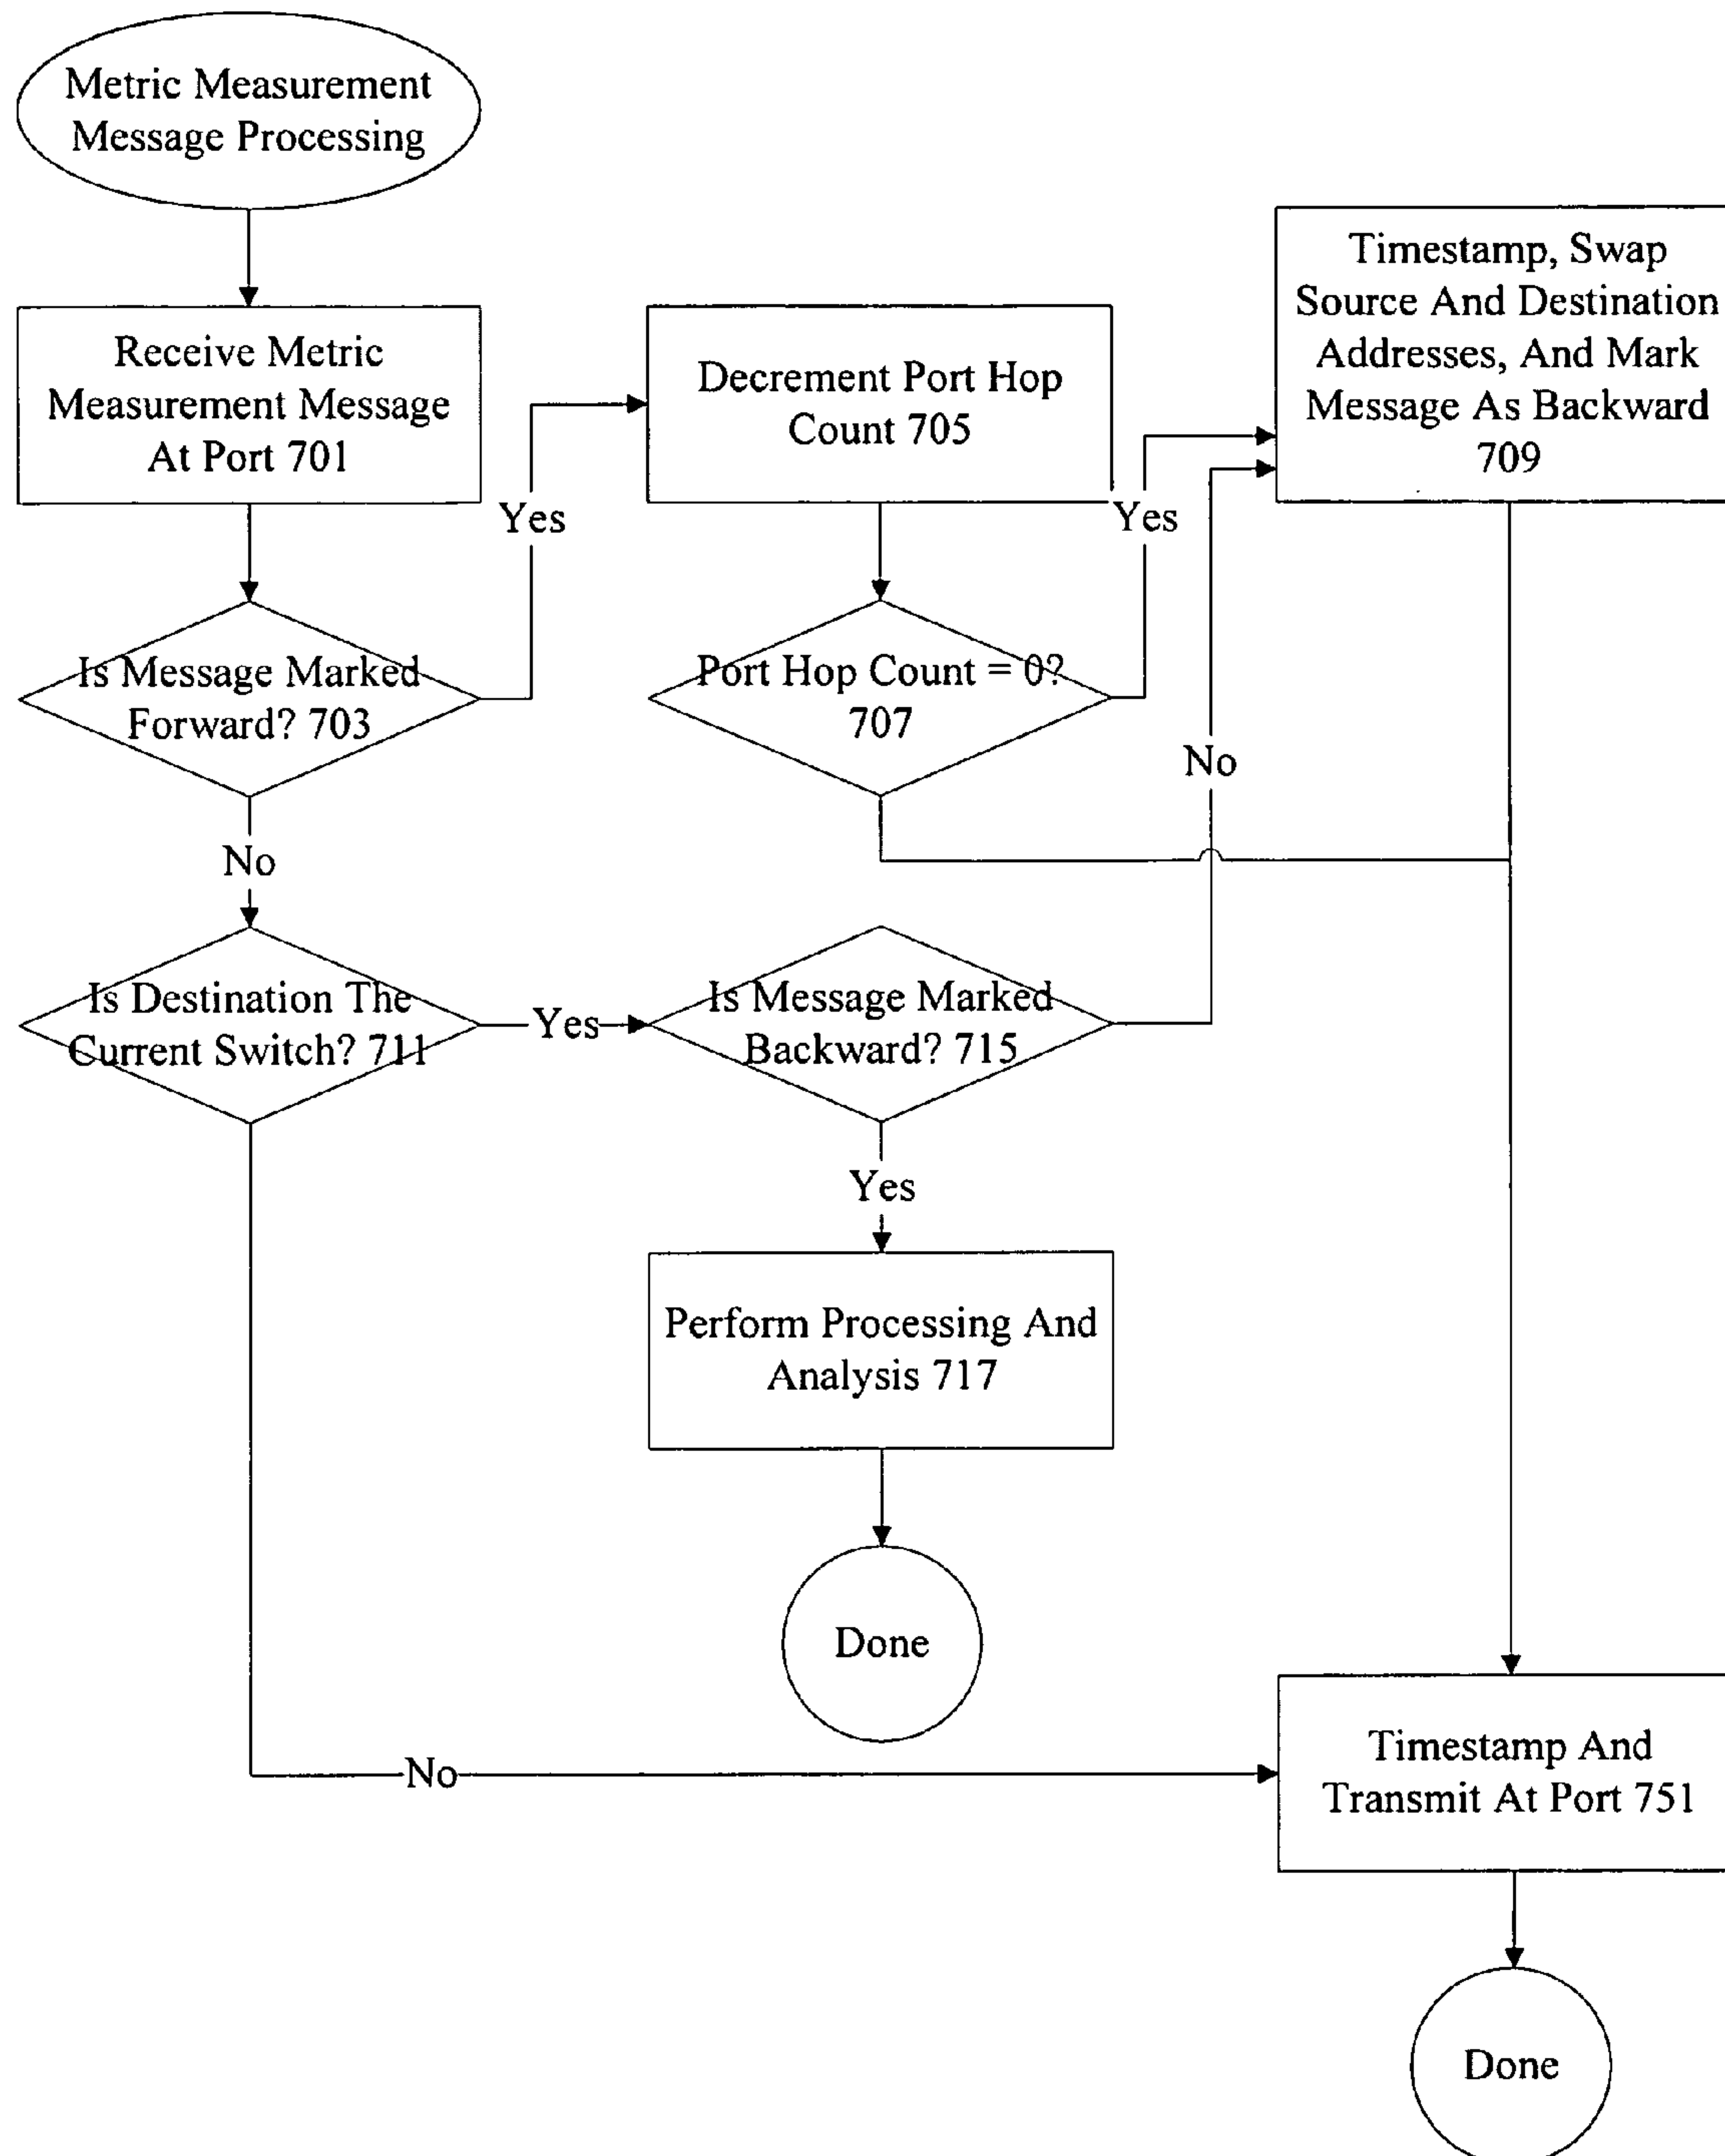 Metric Measurement
Message Processing
Receive Metric
Measurement Message
At Port 701
Yes
Decrement Port Hop
Count 705
Yes
Timestamp, Swap
Source And Destination
Addresses, And Mark
Message As Backward
709
Is Message Marked
Forward? 703
Port Hop Count = 0?
707
No
No
Is Destination The
Current Switch? 711
Yes
Is Message Marked
Backward? 715
Yes
Perform Processing And
Analysis 717
Done
No
Timestamp And
Transmit At Port 751
Done